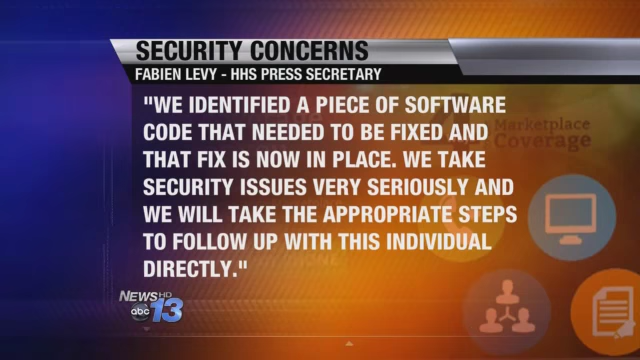 SECURITY CONCERNS
FABIEN LEVY - HHS PRESS SECRETARY
"WE IDENTIFIED A PIECE OF SOFTWARE
CODE THAT NEEDED TO BE FIXED AND
THAT FIX IS NOW IN PLACE. WE TAKE
SECURITY ISSUES VERY SERIOUSLY AND
WE WILL TAKE THE APPROPRIATE STEPS
TO FOLLOW UP WITH THIS INDIVIDUAL
DIRECTLY."
Marketplace
Coverage
NEWS HD
abc 13